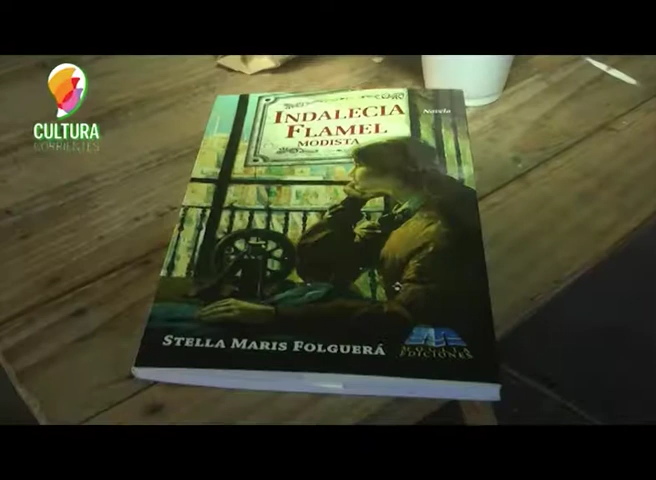 CULTURA
CORRIENTES
INDALECIA
FLAMEL
MODISTA
Novela
STELLA MARIS FOLGUERÁ
EDICIONES